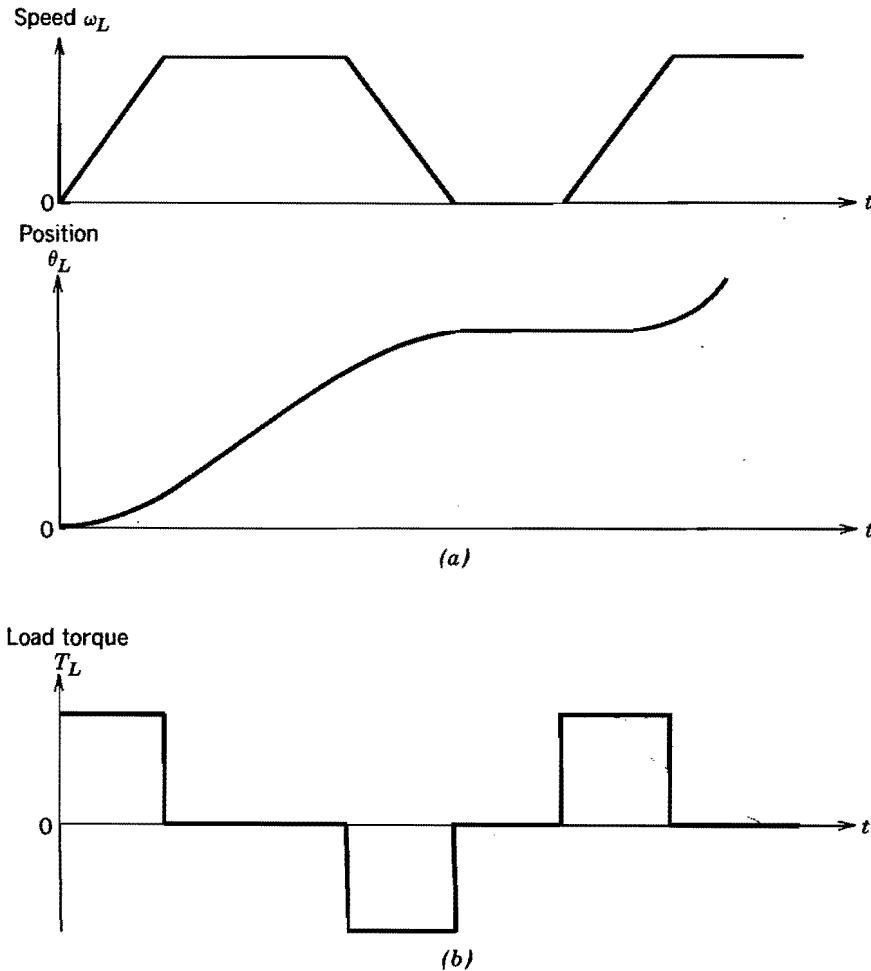 Speed ω_L
0
t
Position
θ_L
0
t
(a)
Load torque
T_L
0
t
(b)